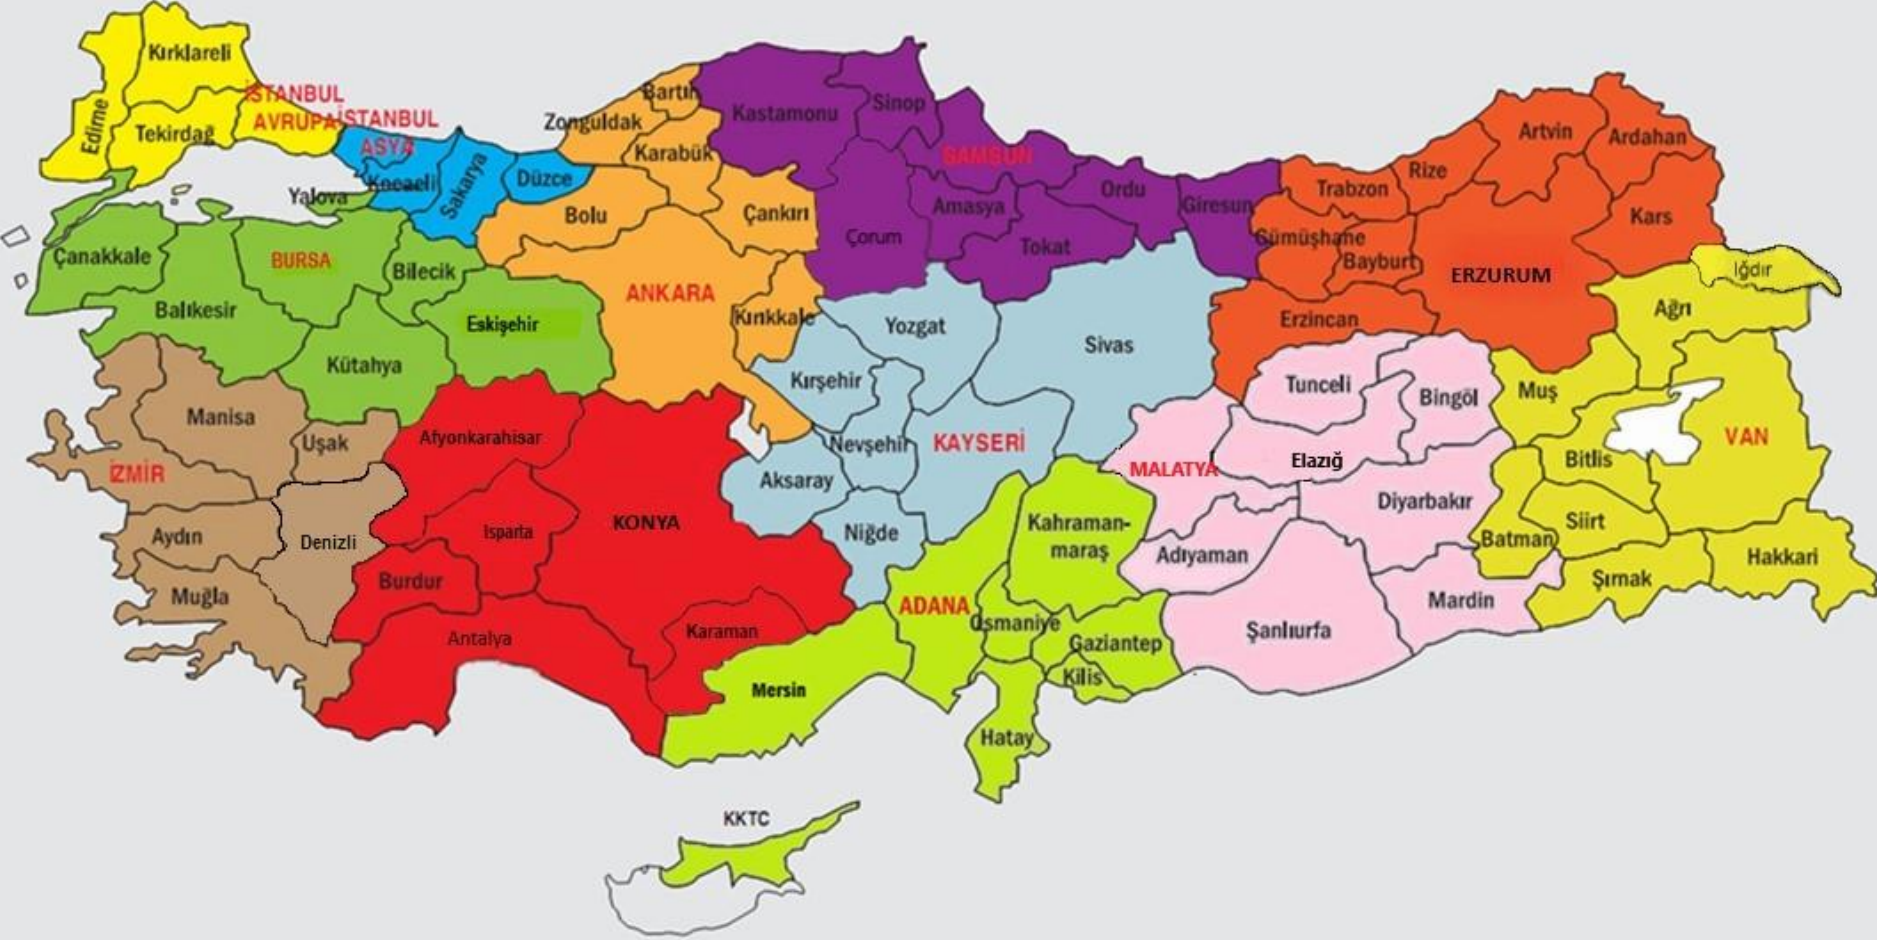 Kırklareli
Edirne
Tekirdağ
İSTANBUL
AVRUPA
İSTANBUL
ASYA
Kocaeli
Sakarya
Düzce
Yalova
Zonguldak
Bartın
Karabük
Bolu
Çankırı
ANKARA
Kırıkkale
Kastamonu
Sinop
SAMSUN
Çorum
Amasya
Ordu
Tokat
Giresun
Trabzon
Rize
Artvin
Ardahan
Kars
Gümüşhane
Bayburt
ERZURUM
Erzincan
Iğdır
Ağrı
Çanakkale
BURSA
Bilecik
Balıkesir
Eskişehir
Kütahya
Yozgat
Sivas
Kırşehir
Nevşehir
KAYSERİ
Aksaray
Niğde
Tunceli
Bingöl
Muş
VAN
Bitlis
MALATYA
Elazığ
Diyarbakır
Batman
Siirt
Hakkari
Şırnak
Mardin
Adıyaman
Şanlıurfa
Manisa
Uşak
İZMİR
Aydın
Denizli
Muğla
Afyonkarahisar
Isparta
KONYA
Burdur
Antalya
Karaman
Kahraman-
maraş
ADANA
Osmaniye
Gaziantep
Kilis
Mersin
Hatay
KKTC